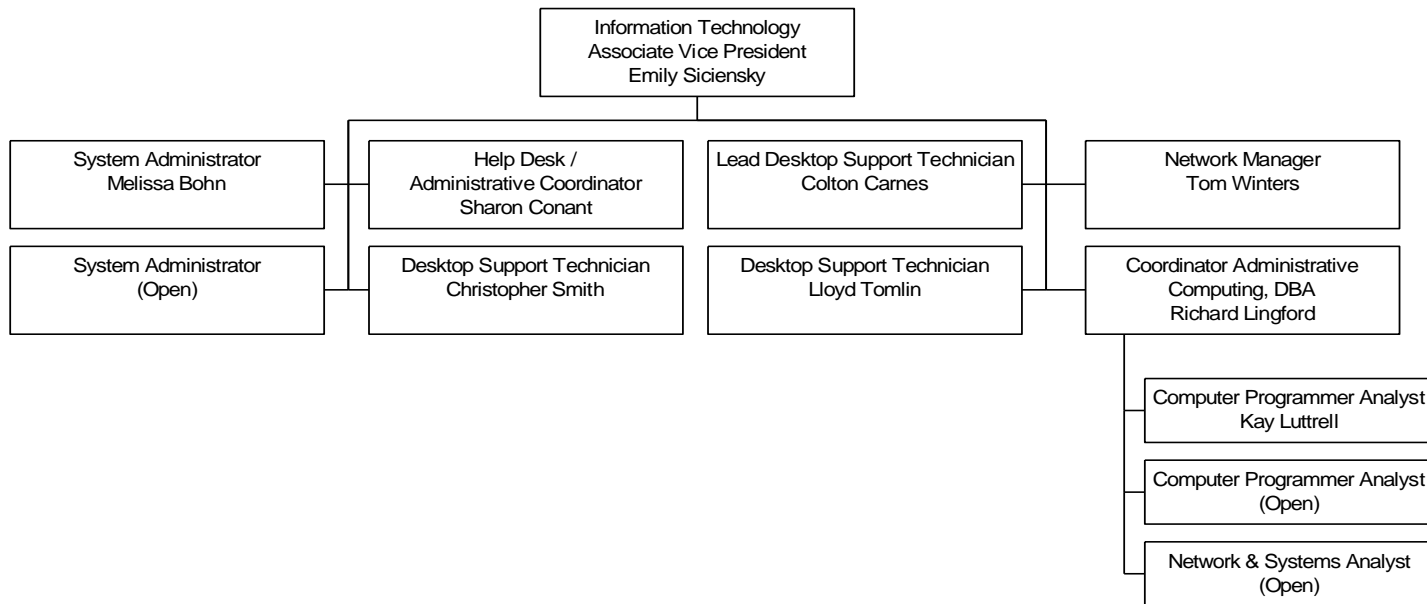 Information Technology
Associate Vice President
Emily Siciensky
System Administrator
Melissa Bohn
Help Desk /
Administrative Coordinator
Sharon Conant
Lead Desktop Support Technician
Colton Carnes
Network Manager
Tom Winters
System Administrator
(Open)
Desktop Support Technician
Christopher Smith
Desktop Support Technician
Lloyd Tomlin
Coordinator Administrative
Computing, DBA
Richard Lingford
Computer Programmer Analyst
Kay Luttrell
Computer Programmer Analyst
(Open)
Network & Systems Analyst
(Open)